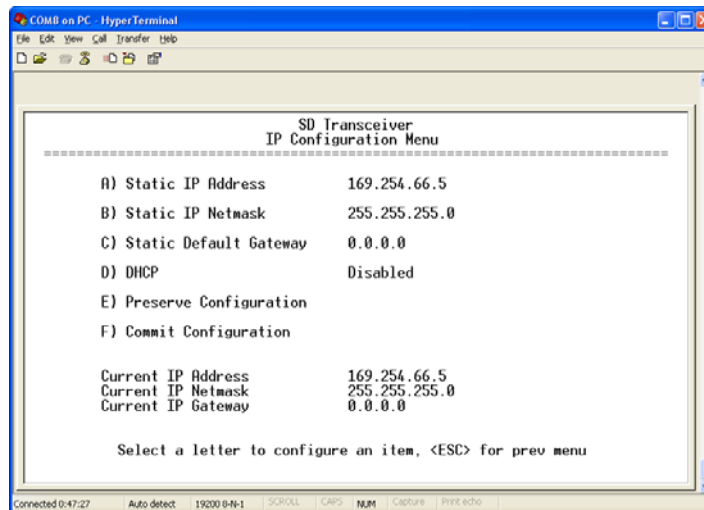 COM8 on PC - HyperTerminal
File Edit View Call Transfer Help
SD Transceiver
IP Configuration Menu
================================================================================
A) Static IP Address 169.254.66.5
B) Static IP Netmask 255.255.255.0
C) Static Default Gateway 0.0.0.0
D) DHCP Disabled
E) Preserve Configuration
F) Commit Configuration
Current IP Address 169.254.66.5
Current IP Netmask 255.255.255.0
Current IP Gateway 0.0.0.0
Select a letter to configure an item, <ESC> for prev menu
Connected 0:47:27 Auto detect 19200 8-N-1 SCROLL CAPS NUM Capture Print echo